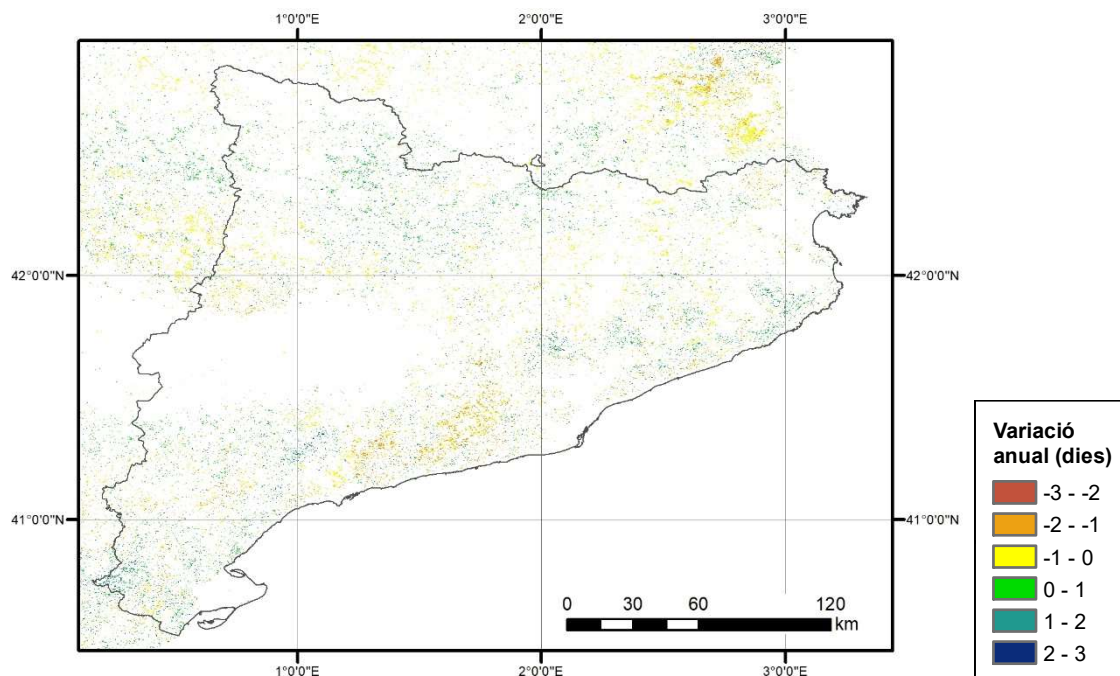 1°0'0"E 2°0'0"E 3°0'0"E
42°0'0"N 42°0'0"N
41°0'0"N 41°0'0"N
0 30 60 120
km
1°0'0"E 2°0'0"E 3°0'0"E
Variació
anual (dies)
-3 - -2
-2 - -1
-1 - 0
0 - 1
1 - 2
2 - 3